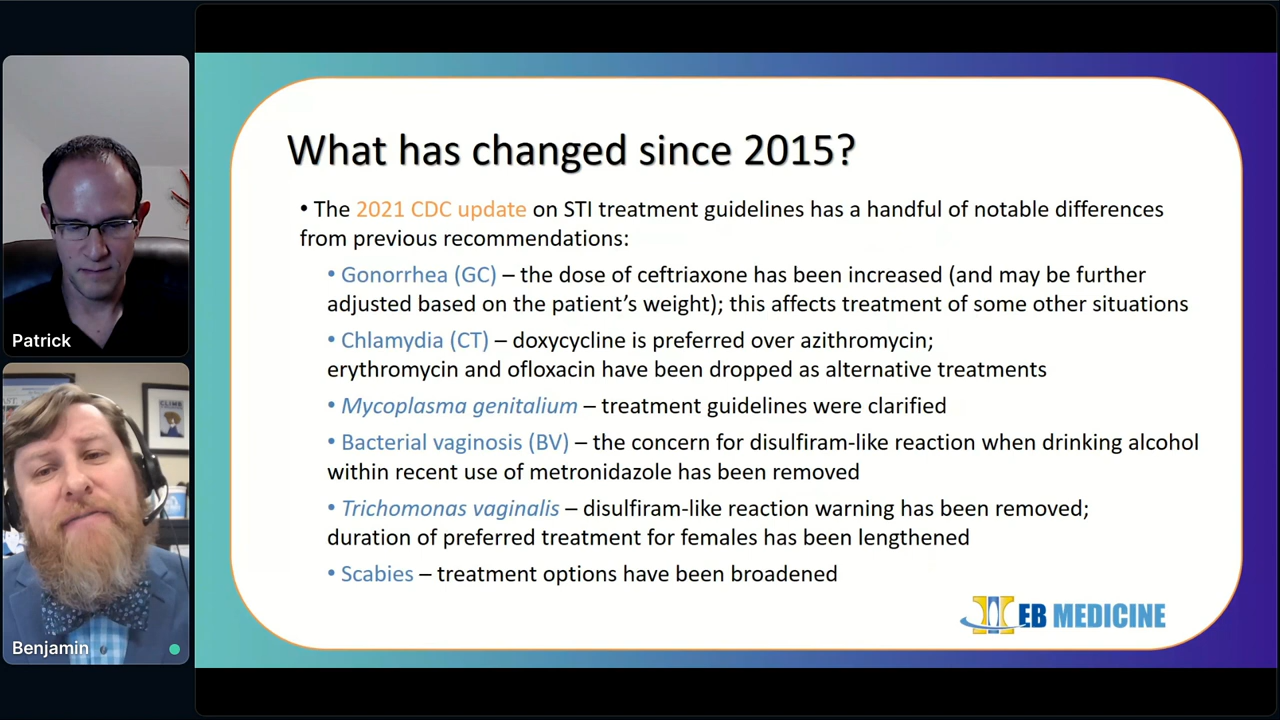 What has changed since 2015?
• The 2021 CDC update on STI treatment guidelines has a handful of notable differences
from previous recommendations:
• Gonorrhea (GC) – the dose of ceftriaxone has been increased (and may be further
adjusted based on the patient’s weight); this affects treatment of some other situations
• Chlamydia (CT) – doxycycline is preferred over azithromycin;
erythromycin and ofloxacin have been dropped as alternative treatments
• Mycoplasma genitalium – treatment guidelines were clarified
• Bacterial vaginosis (BV) – the concern for disulfiram-like reaction when drinking alcohol
within recent use of metronidazole has been removed
• Trichomonas vaginalis – disulfiram-like reaction warning has been removed;
duration of preferred treatment for females has been lengthened
• Scabies – treatment options have been broadened
EB MEDICINE
Patrick
Benjamin